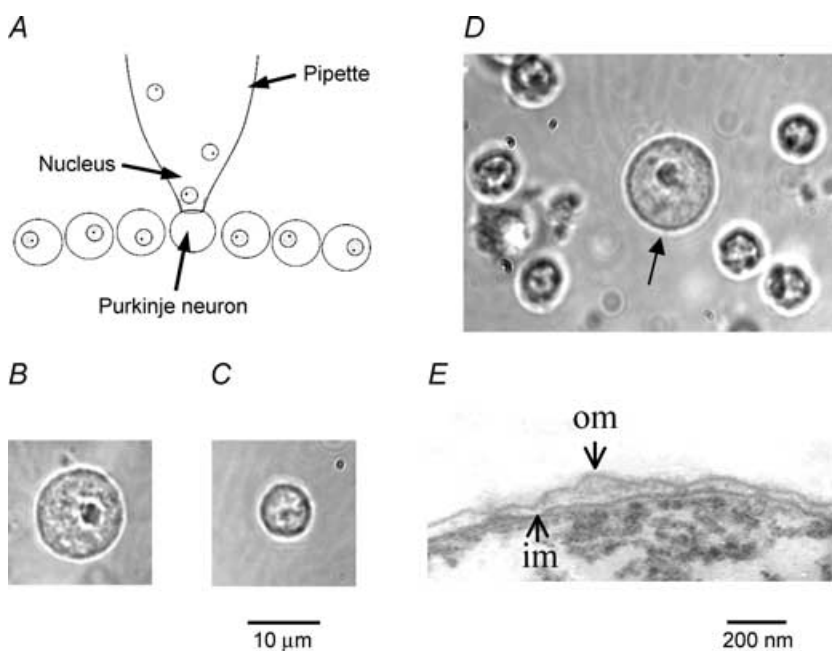 A
Pipette
Nucleus
Purkinje neuron
D
B
C
10 μm
E
om
im
200 nm